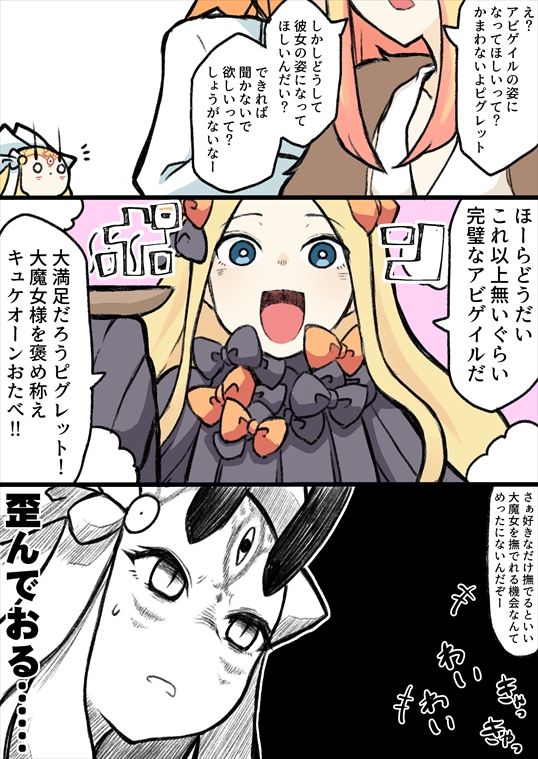 え？
アビゲイルの姿に
なってほしいって？
かまわないよピグレット
しかしどうして
彼女の姿になって
ほしいんだい？
できれば
聞かないで
欲しいって？
しょうがないなー
ほーらどうだい
これ以上無いぐらい
完璧なアビゲイルだ
大満足だろうピグレット！
大魔女様を褒め称え
キュケオーンおたべ！！
さぁ好きなだけ撫でるといい
大魔女を撫でれる機会なんて
めったにないんだぞー
きゃっ
きゃっ
わい
わい
歪んでおる……